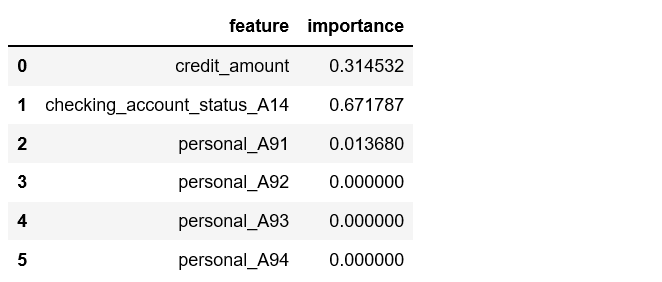 feature importance
0 credit_amount 0.314532
1 checking_account_status_A14 0.671787
2 personal_A91 0.013680
3 personal_A92 0.000000
4 personal_A93 0.000000
5 personal_A94 0.000000